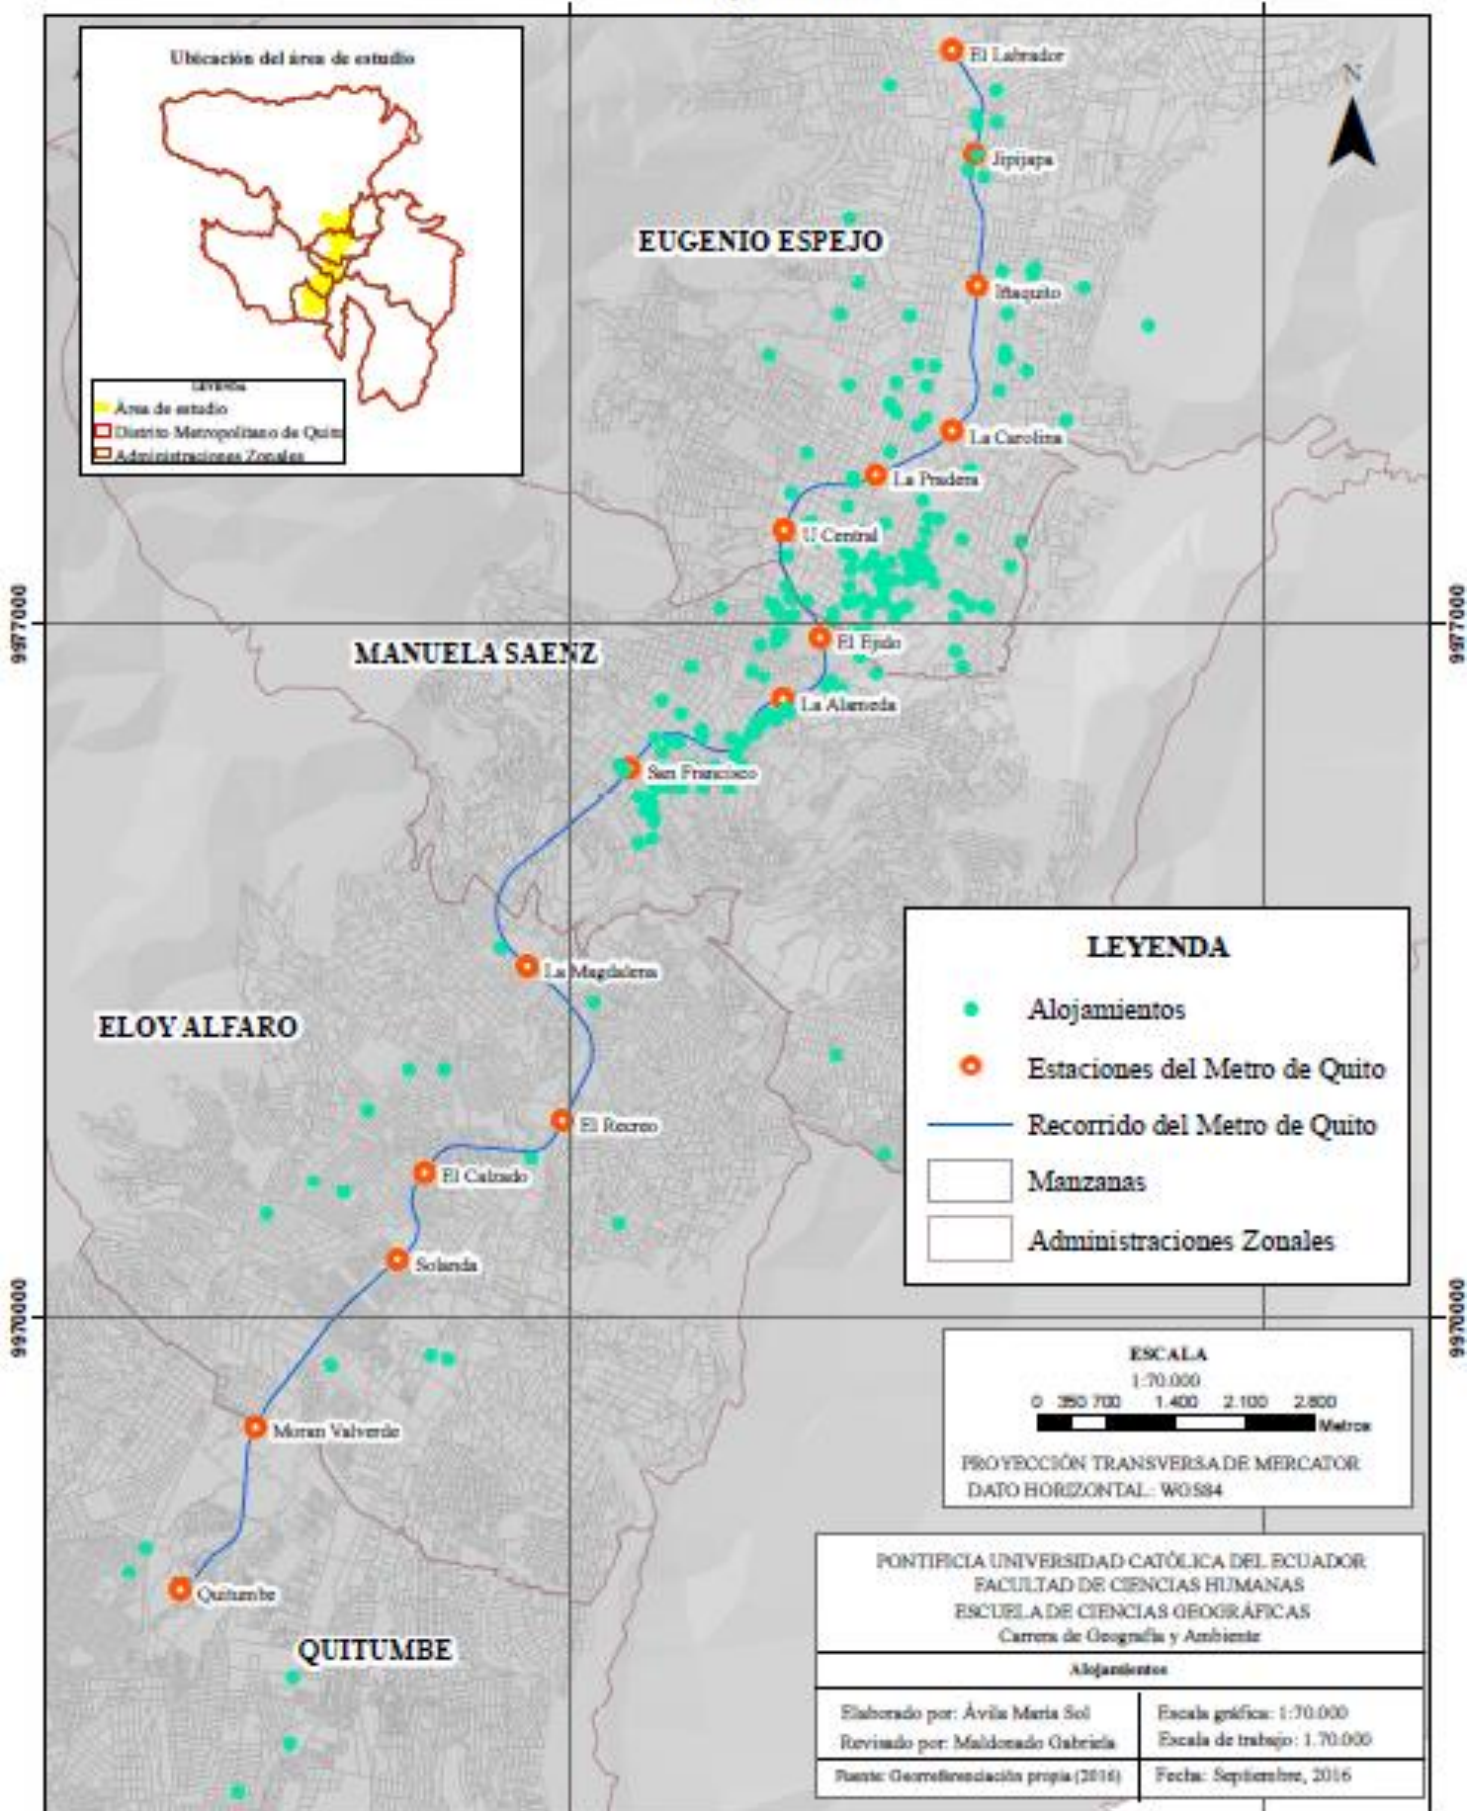 Ubicación del área de estudio
LEYENDA
Área de estudio
Distrito Metropolitano de Quito
Administraciones Zonales
N
El Labrador
Jipijapa
EUGENIO ESPEJO
Iñaquito
La Carolina
La Pradera
U Central
9977000
9977000
El Ejido
MANUELA SAENZ
La Alameda
San Francisco
La Magdalena
ELOY ALFARO
El Recreo
El Calzado
Solanda
9970000
9970000
Moran Valverde
Quitumbe
QUITUMBE
LEYENDA
Alojamientos
Estaciones del Metro de Quito
Recorrido del Metro de Quito
Manzanas
Administraciones Zonales
ESCALA
1:70.000
0 350 700 1.400 2.100 2.800
Metros
PROYECCIÓN TRANSVERSA DE MERCATOR
DATO HORIZONTAL: WGS84
PONTIFICIA UNIVERSIDAD CATÓLICA DEL ECUADOR
FACULTAD DE CIENCIAS HUMANAS
ESCUELA DE CIENCIAS GEOGRÁFICAS
Carrera de Geografía y Ambiente
Alojamientos
Elaborado por: Ávila María Sol
Revisado por: Maldonado Gabriela
Escala gráfica: 1:70.000
Escala de trabajo: 1.70.000
Fuente: Georreferenciación propia (2016)
Fecha: Septiembre, 2016